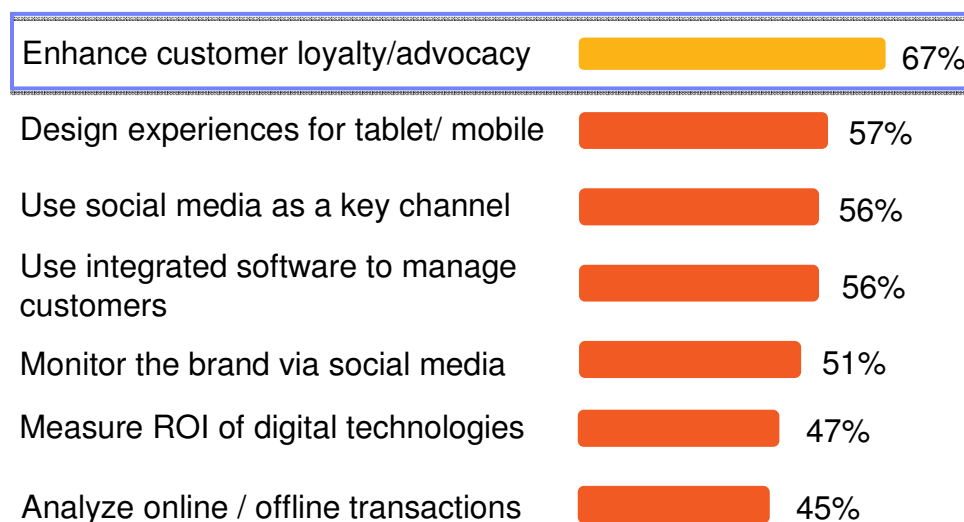 Enhance customer loyalty/advocacy 67%
Design experiences for tablet/ mobile 57%
Use social media as a key channel 56%
Use integrated software to manage
customers 56%
Monitor the brand via social media 51%
Measure ROI of digital technologies 47%
Analyze online / offline transactions 45%